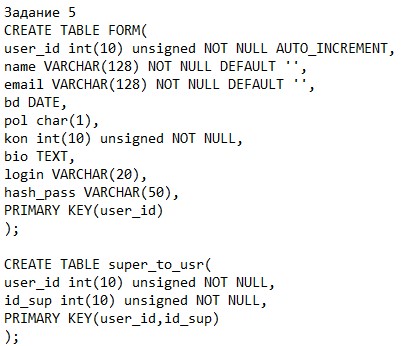 Задание 5
CREATE TABLE FORM(
user_id int(10) unsigned NOT NULL AUTO_INCREMENT,
name VARCHAR(128) NOT NULL DEFAULT '',
email VARCHAR(128) NOT NULL DEFAULT '',
bd DATE,
pol char(1),
kon int(10) unsigned NOT NULL,
bio TEXT,
login VARCHAR(20),
hash_pass VARCHAR(50),
PRIMARY KEY(user_id)
);

CREATE TABLE super_to_usr(
user_id int(10) unsigned NOT NULL,
id_sup int(10) unsigned NOT NULL,
PRIMARY KEY(user_id,id_sup)
);